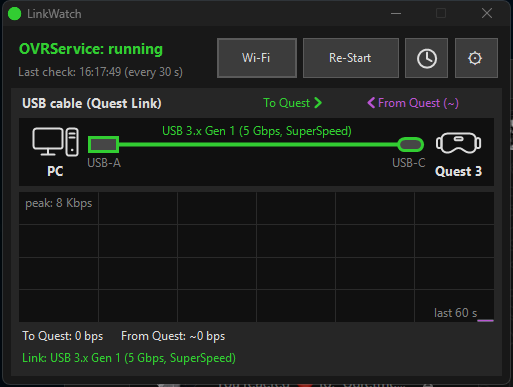 LinkWatch
OVRService: running
Last check: 16:17:49 (every 30 s)
Wi-Fi
Re-Start
USB cable (Quest Link)
To Quest
From Quest (~)
USB 3.x Gen 1 (5 Gbps, SuperSpeed)
USB-A
USB-C
PC
Quest 3
peak: 8 Kbps
last 60 s
To Quest: 0 bps From Quest: ~0 bps
Link: USB 3.x Gen 1 (5 Gbps, SuperSpeed)